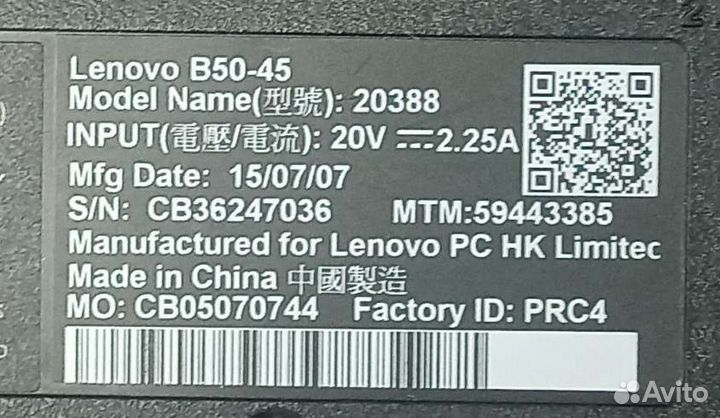 Lenovo B50-45
Model Name(型號): 20388
INPUT(電壓/電流): 20V ⎓ 2.25A
Mfg Date: 15/07/07
S/N: CB36247036 MTM:59443385
Manufactured for Lenovo PC HK Limitec
Made in China 中國製造
MO: CB05070744 Factory ID: PRC4
Avito